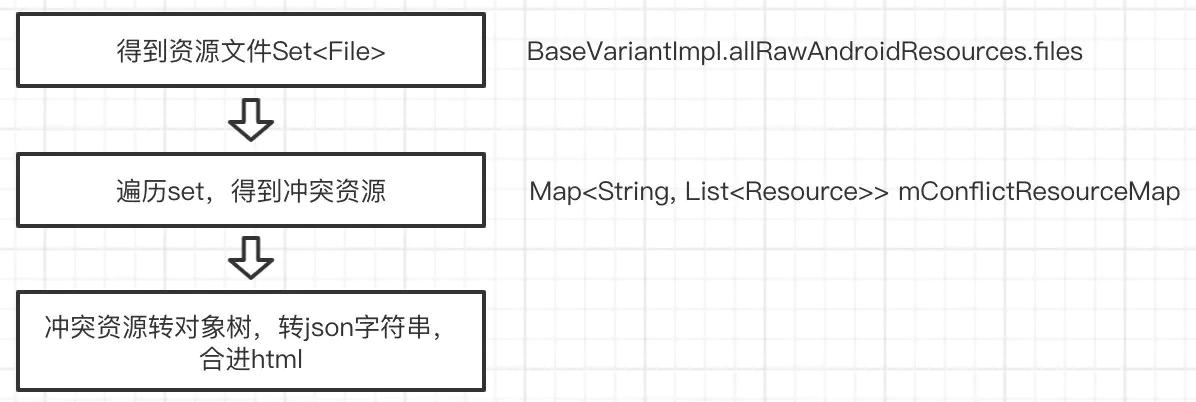 得到资源文件Set<File>
BaseVariantImpl.allRawAndroidResources.files
遍历set，得到冲突资源
Map<String, List<Resource>> mConflictResourceMap
冲突资源转对象树，转json字符串，
合进html